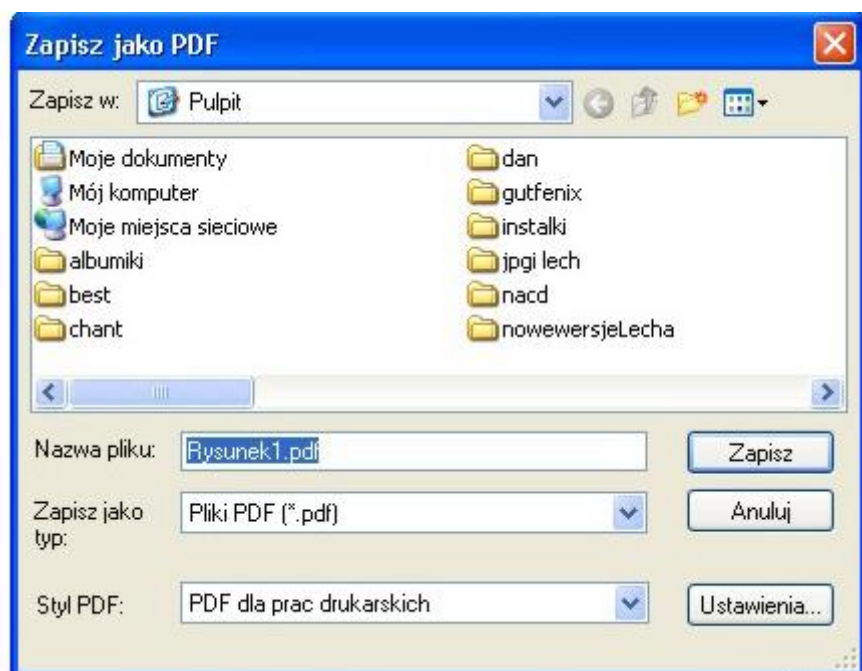 Zapisz jako PDF
Zapisz w: Pulpit
Moje dokumenty
Mój komputer
Moje miejsca sieciowe
albumiki
best
chant
dan
gutfenix
instalki
jpgi lech
nacd
nowewersjeLecha
Nazwa pliku: Rysunek1.pdf Zapisz
Zapisz jako typ: Pliki PDF (*.pdf) Anuluj
Styl PDF: PDF dla prac drukarskich Ustawienia...